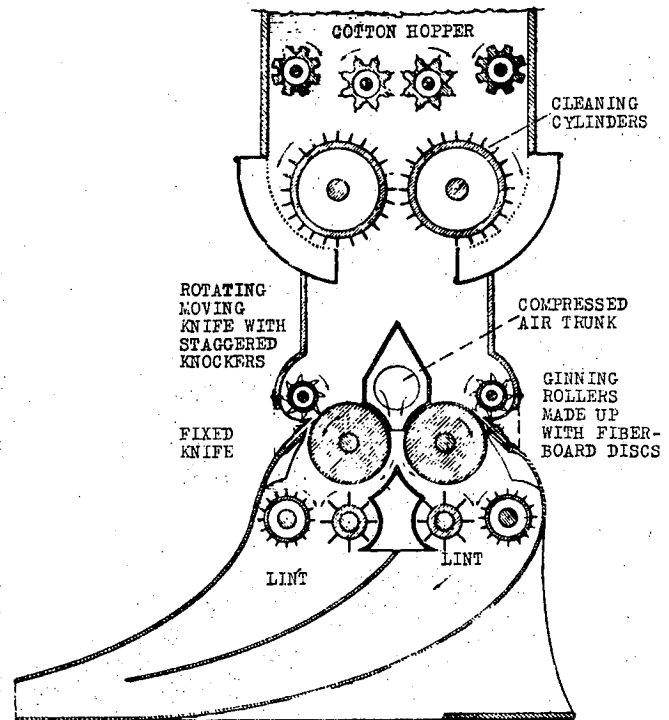 COTTON HOPPER
CLEANING
CYLINDERS
ROTATING
MOVING
KNIFE WITH
STAGGERED
KNOCKERS
COMPRESSED
AIR TRUNK
GINNING
ROLLERS
MADE UP
WITH FIBER-
BOARD DISCS
FIXED
KNIFE
LINT
LINT